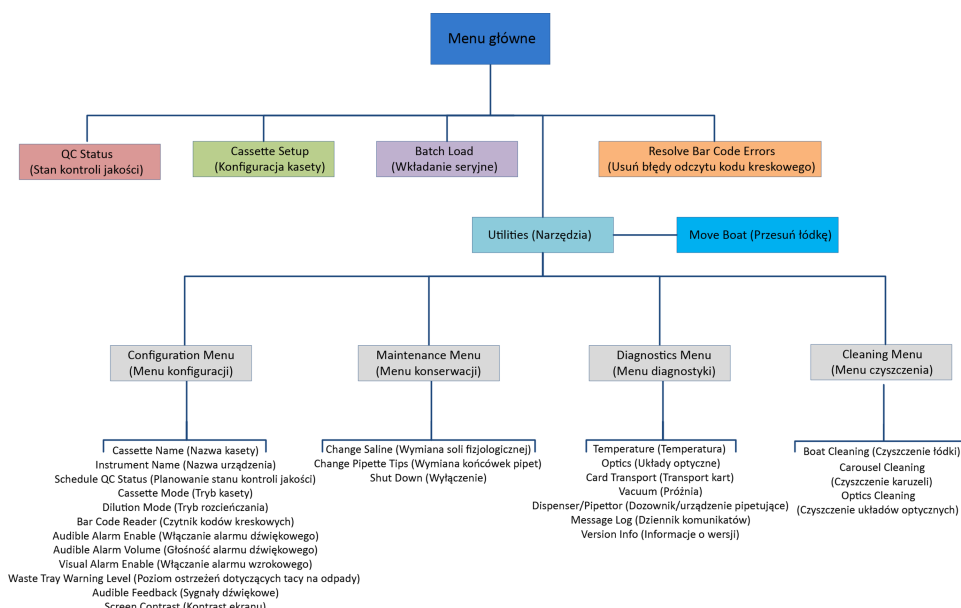 Menu główne
QC Status
(Stan kontroli jakości)
Cassette Setup
(Konfiguracja kasety)
Batch Load
(Wkładanie seryjne)
Resolve Bar Code Errors
(Usuń błędy odczytu kodu kreskowego)
Utilities (Narzędzia)
Move Boat (Przesuń łódkę)
Configuration Menu
(Menu konfiguracji)
Maintenance Menu
(Menu konserwacji)
Diagnostics Menu
(Menu diagnostyki)
Cleaning Menu
(Menu czyszczenia)
Cassette Name (Nazwa kasety)
Instrument Name (Nazwa urządzenia)
Schedule QC Status (Planowanie stanu kontroli jakości)
Cassette Mode (Tryb kasety)
Dilution Mode (Tryb rozcieńczania)
Bar Code Reader (Czytnik kodów kreskowych)
Audible Alarm Enable (Włączanie alarmu dźwiękowego)
Audible Alarm Volume (Głośność alarmu dźwiękowego)
Visual Alarm Enable (Włączanie alarmu wzrokowego)
Waste Tray Warning Level (Poziom ostrzeżeń dotyczących tacy na odpady)
Audible Feedback (Sygnały dźwiękowe)
Screen Contrast (Kontrast ekranu)
Change Saline (Wymiana soli fizjologicznej)
Change Pipette Tips (Wymiana końcówek pipet)
Shut Down (Wyłączenie)
Temperature (Temperatura)
Optics (Układy optyczne)
Card Transport (Transport kart)
Vacuum (Próżnia)
Dispenser/Pipettor (Dozownik/urządzenie pipetujące)
Message Log (Dziennik komunikatów)
Version Info (Informacje o wersji)
Boat Cleaning (Czyszczenie łódki)
Carousel Cleaning
(Czyszczenie karuzeli)
Optics Cleaning
(Czyszczenie układów optycznych)